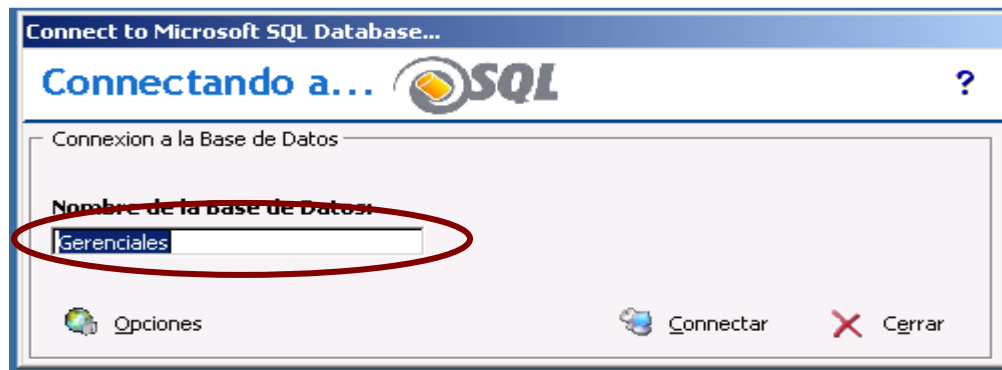 Connect to Microsoft SQL Database...
Connectando a... SQL ?
Connexion a la Base de Datos
Nombre de la Base de Datos:
Gerenciales
Opciones Connectar Cerrar